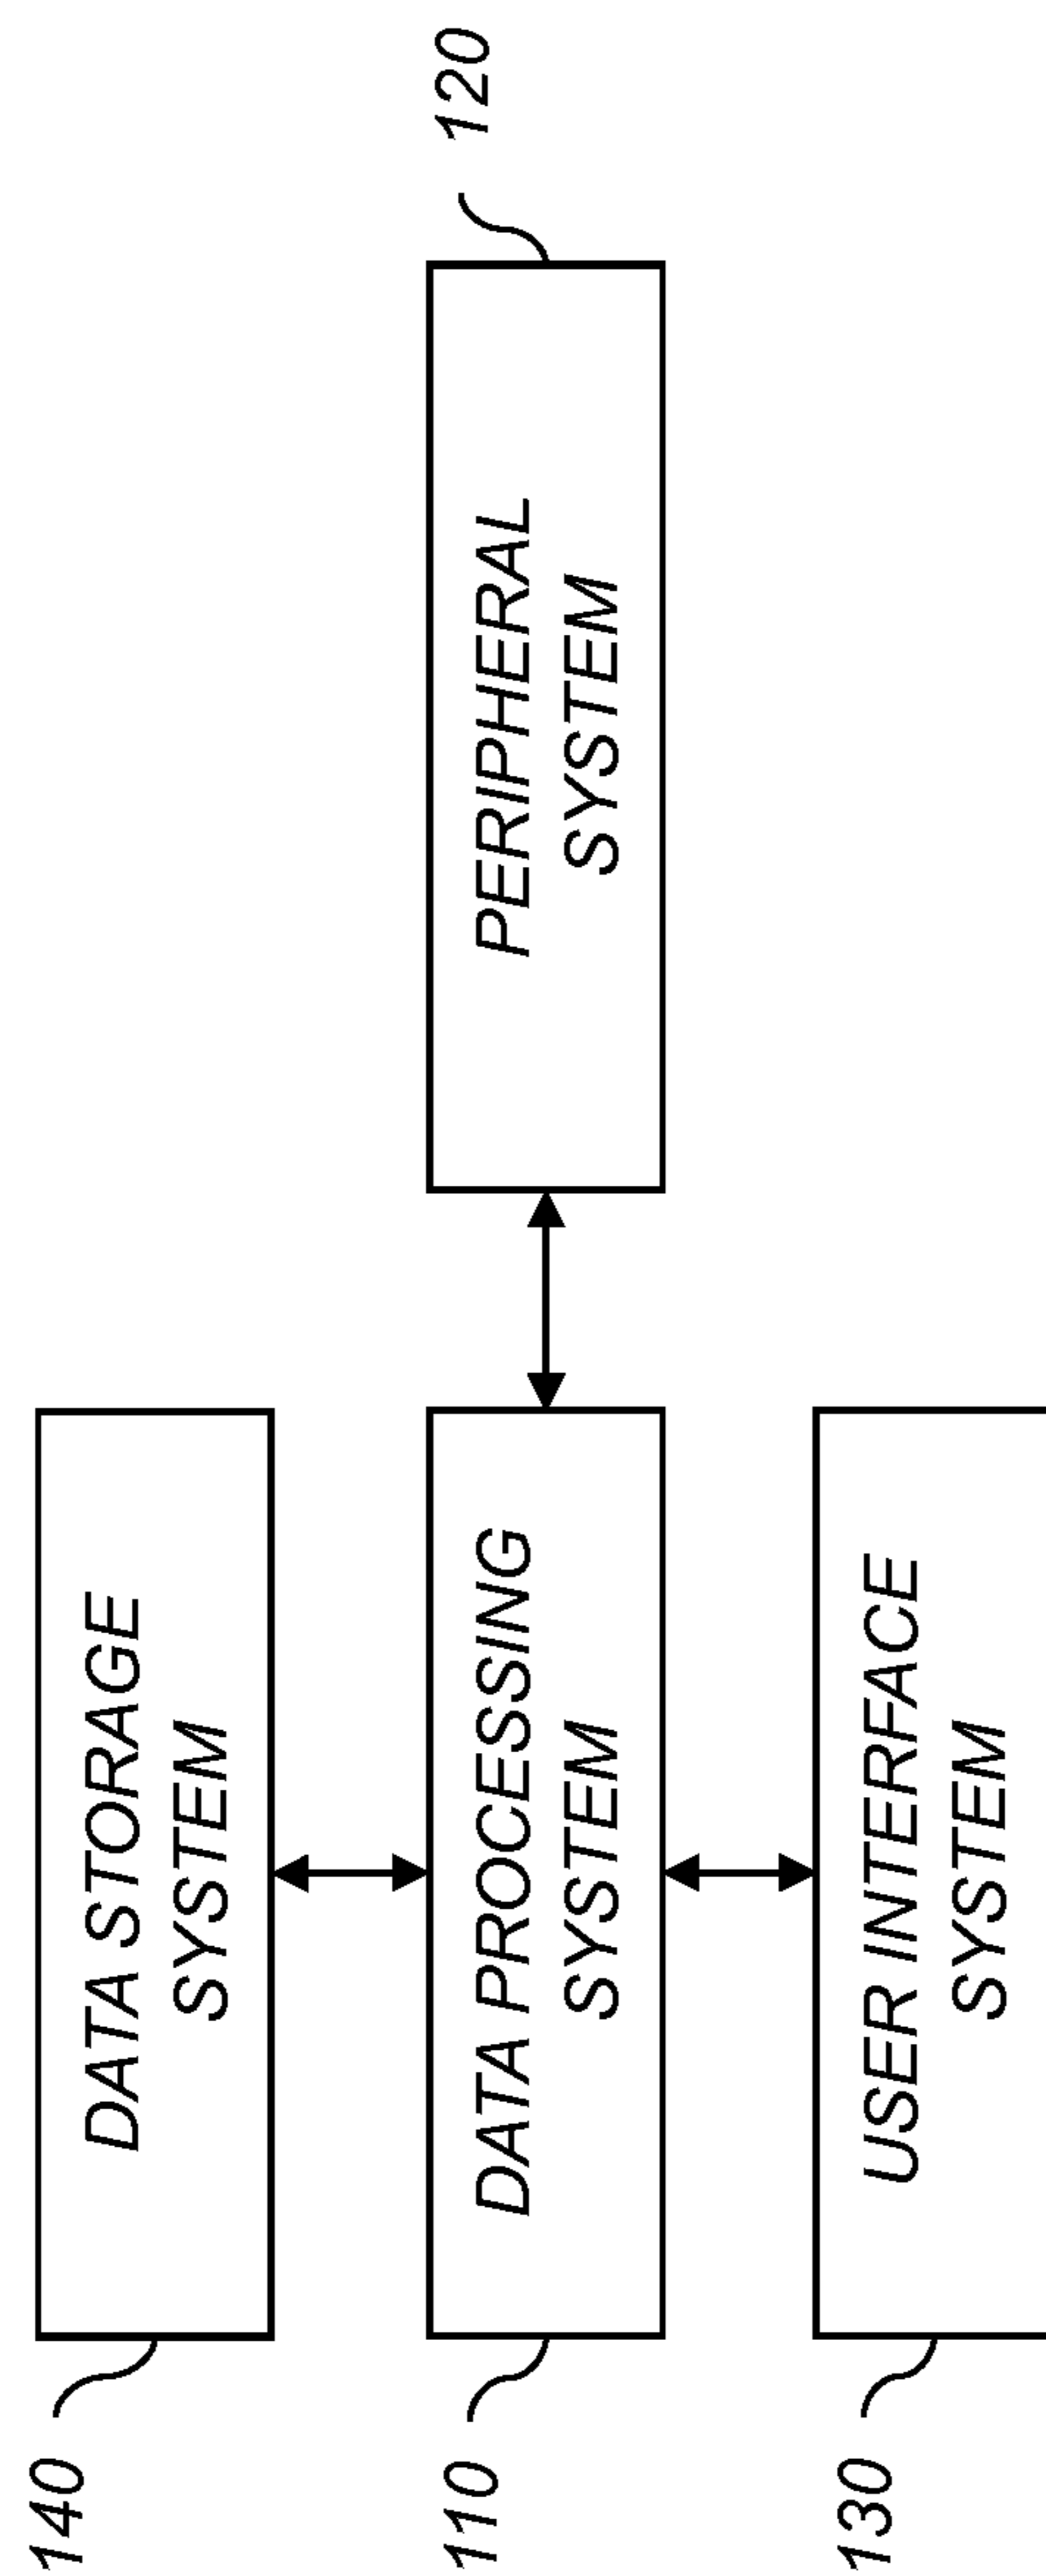 140
DATA STORAGE
SYSTEM
110
DATA PROCESSING
SYSTEM
PERIPHERAL
SYSTEM
120
130
USER INTERFACE
SYSTEM